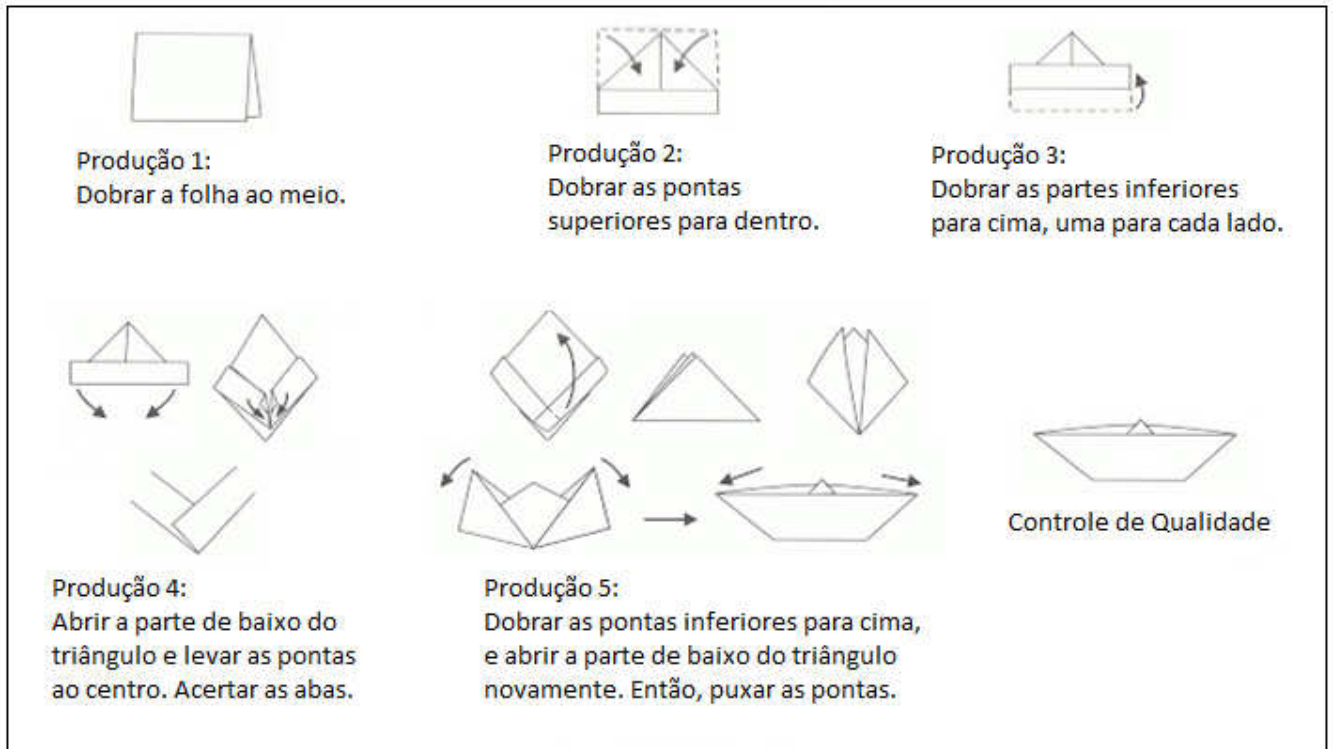 Produção 1:
Dobrar a folha ao meio.
Produção 2:
Dobrar as pontas
superiores para dentro.
Produção 3:
Dobrar as partes inferiores
para cima, uma para cada lado.
Produção 4:
Abrir a parte de baixo do
triângulo e levar as pontas
ao centro. Acertar as abas.
Produção 5:
Dobrar as pontas inferiores para cima,
e abrir a parte de baixo do triângulo
novamente. Então, puxar as pontas.
Controle de Qualidade